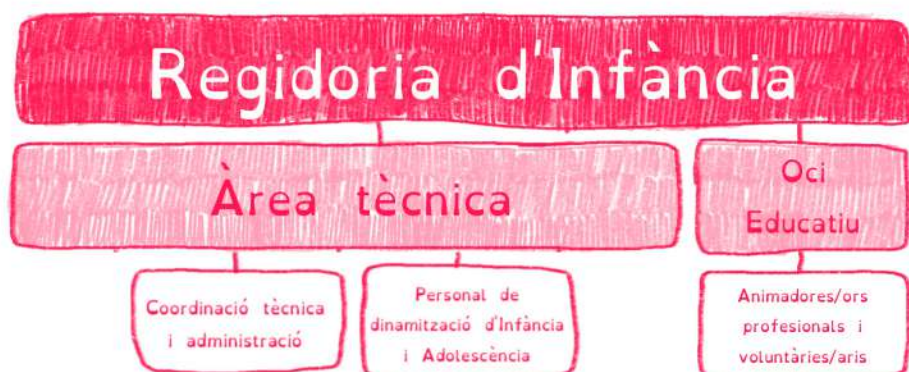 Regidoria d'Infància
Àrea tècnica
Oci
Educatiu
Coordinació tècnica
i administració
Personal de
dinamització d'Infància
i Adolescència
Animadores/ors
profesionals i
voluntàries/aris